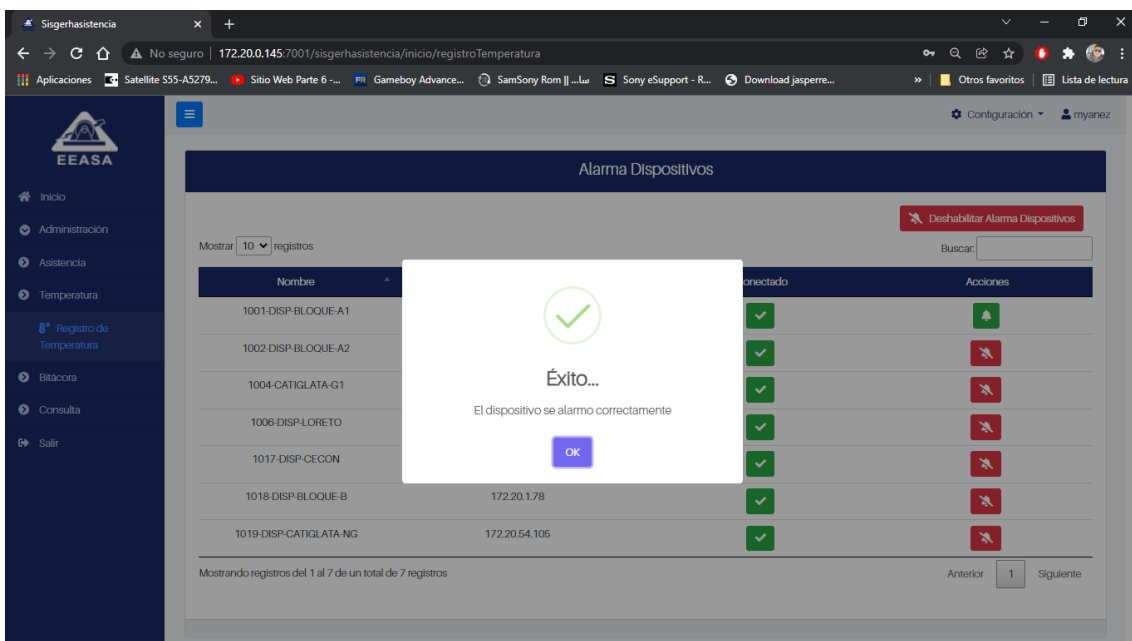 Sisgerhasistencia
No seguro | 172.20.0.145:7001/sisgerhasistencia/inicio/registroTemperatura
Aplicaciones Satellite S55-A5279... Sitio Web Parte 6 -... Gameboy Advance... SamSony Rom || ... Sony eSupport - R... Download jasperre... » Otros favoritos Lista de lectura
EEASA
Configuración myanez
Inicio
Administración
Asistencia
Temperatura
Registro de
Temperatura
Bitácora
Consulta
Salir
Alarma Dispositivos
Deshabilitar Alarma Dispositivos
Mostrar 10 registros Buscar:
Nombre onectado Acciones
1001-DISP-BLOQUE-A1
1002-DISP-BLOQUE-A2
1004-CATIGLATA-G1
1006-DISP-LORETO
1017-DISP-CECON
1018-DISP-BLOQUE-B 172.20.1.78
1019-DISP-CATIGLATA-NG 172.20.54.105
Éxito...
El dispositivo se alarmo correctamente
OK
Mostrando registros del 1 al 7 de un total de 7 registros Anterior 1 Siguiente